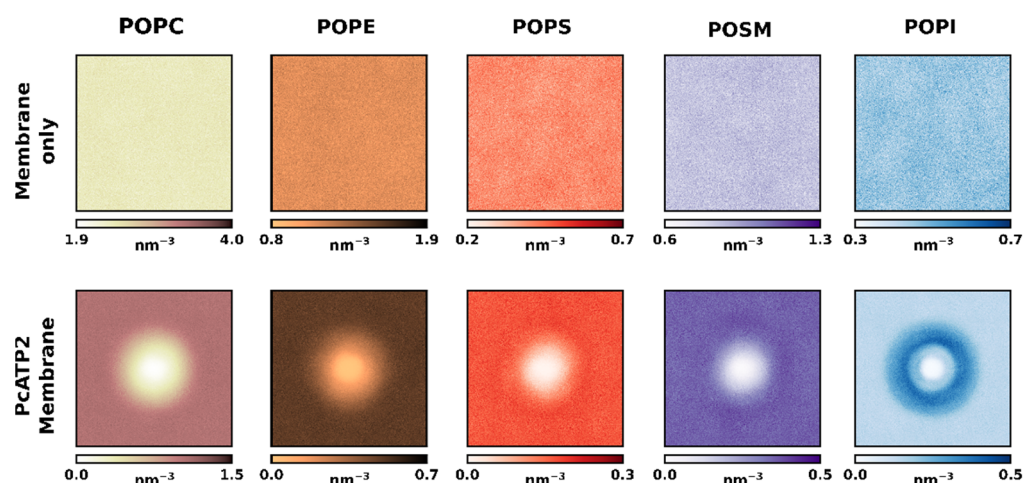 POPC POPE POPS POSM POPI
Membrane
only
1.9 nm⁻³ 4.0 0.8 nm⁻³ 1.9 0.2 nm⁻³ 0.7 0.6 nm⁻³ 1.3 0.3 nm⁻³ 0.7
PcATP2
Membrane
0.0 nm⁻³ 1.5 0.0 nm⁻³ 0.7 0.0 nm⁻³ 0.3 0.0 nm⁻³ 0.5 0.0 nm⁻³ 0.5